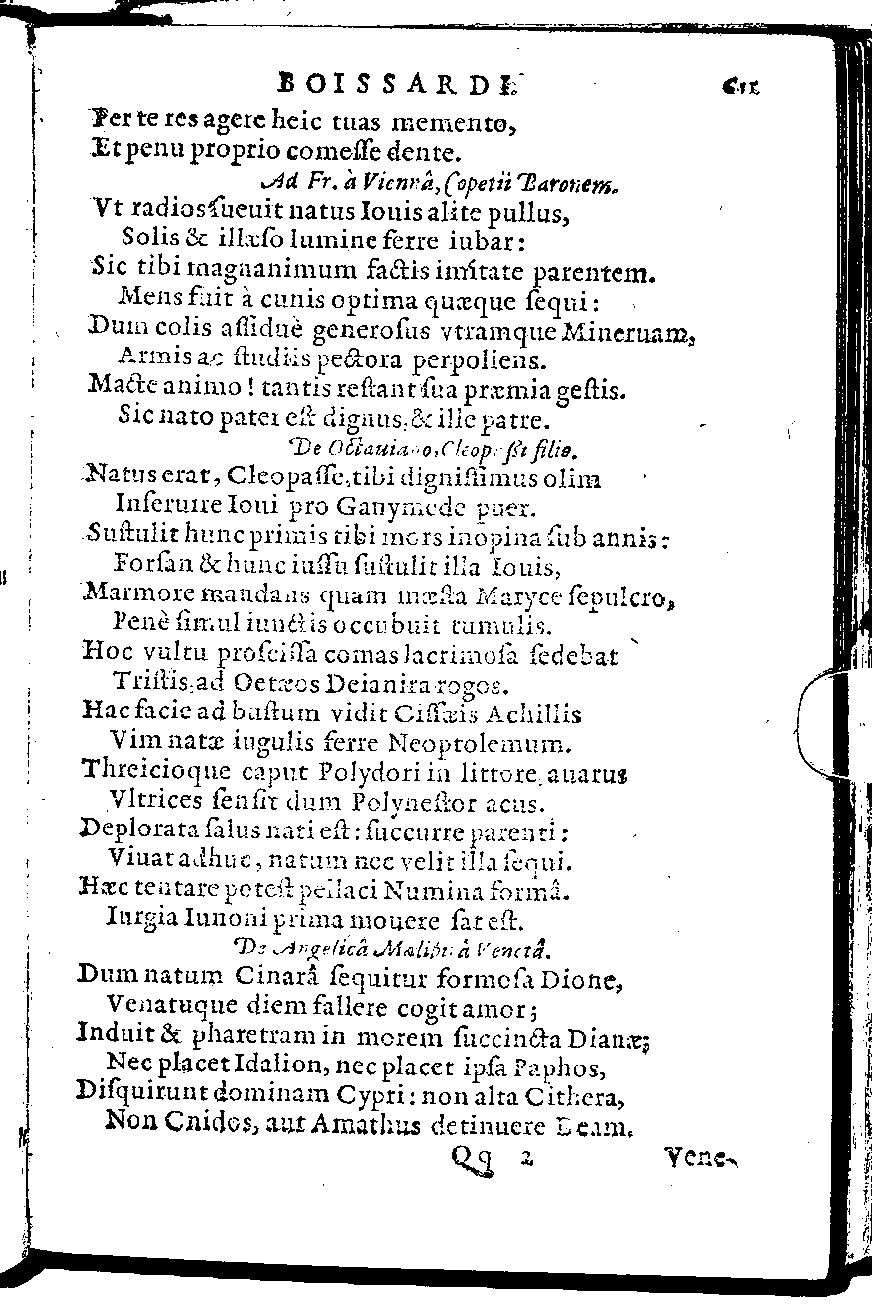 BOISSARDI. 611
Per te res agere heic tuas memento,
Et penu proprio comeſſe dente.
Ad Fr. à Viennâ, Copetii Baronem.
Vt radios ſueuit natus Iouis alite pullus,
Solis & illæſo lumine ferre iubar:
Sic tibi magnanimum factis imitate parentem.
Mens fuit à cunis optima quæque ſequi:
Dum colis aſſiduè generoſus vtramque Mineruam,
Armis ac ſtudiis pectora perpoliens.
Macte animo! tantis reſtant ſua præmia geſtis.
Sic nato pater eſt dignus, & ille patre.
De Octauiano, Cleopaſſi filio.
Natus erat, Cleopaſſe, tibi digniſſimus olim
Inſeruire Ioui pro Ganymede puer.
Suſtulit hunc primis tibi mors inopina ſub annis:
Forſan & hunc iuſſu ſuſtulit illa Iouis,
Marmore mandans quam mæſta Maryce ſepulcro,
Penè ſimul iunctis occubuit tumulis.
Hoc vultu proſciſſa comas lacrimoſa ſedebat
Triſtis ad Oetæos Deianira rogos.
Hac facie ad buſtum vidit Ciſſæis Achillis
Vim natæ iugulis ferre Neoptolemum.
Threicioque caput Polydori in littore auarus
Vltrices ſenſit dum Polyneſtor acus.
Deplorata ſalus nati eſt: ſuccurre parenti:
Viuat adhuc, natum nec velit illa ſequi.
Hæc tentare poteſt pellaci Numina formâ.
Iurgia Iunoni prima mouere ſat eſt.
De Angelicâ à Venetâ.
Dum natum Cinarâ ſequitur formoſa Dione,
Venatuque diem fallere cogit amor;
Induit & pharetram in morem ſuccincta Dianæ;
Nec placet Idalion, nec placet ipſa Paphos,
Diſquirunt dominam Cypri: non alta Cithera,
Non Cnidos, aut Amathus detinuere Deam.
Qq 2 Vene-